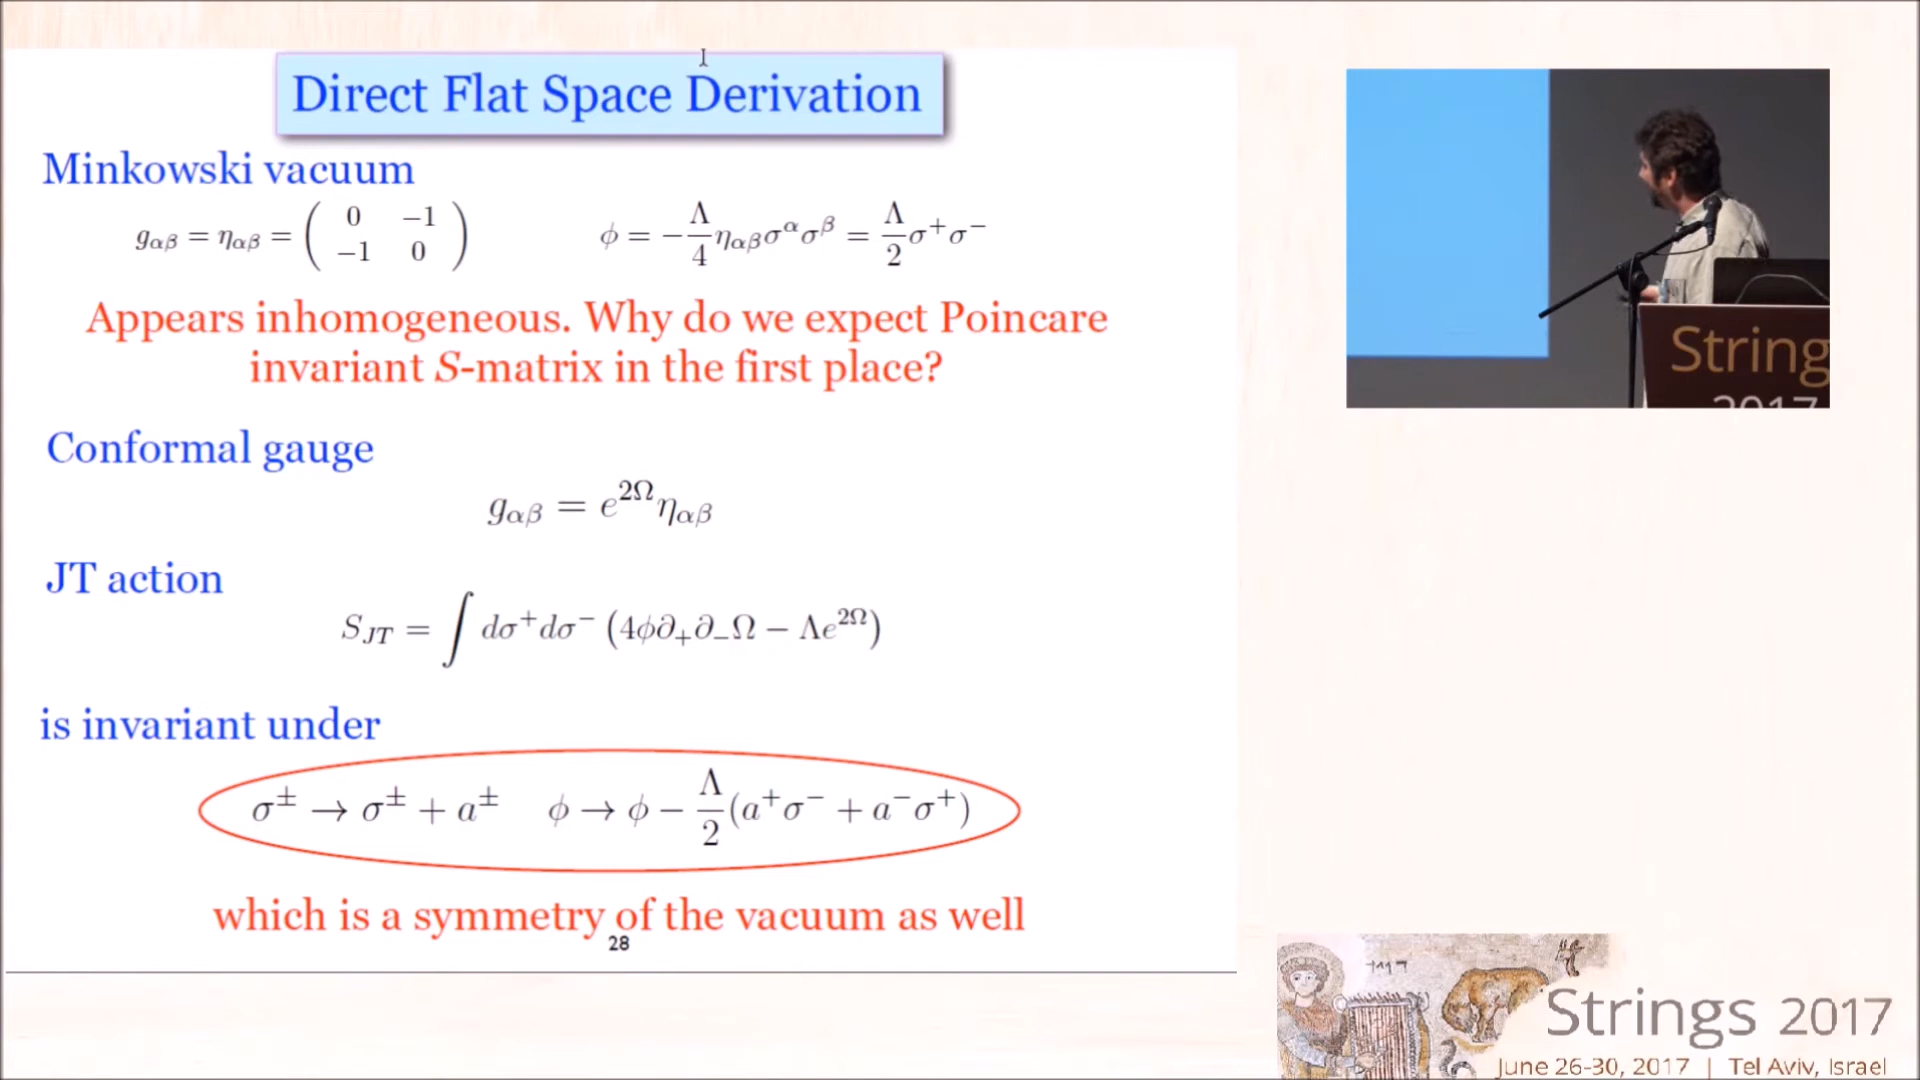 Direct Flat Space Derivation
Minkowski vacuum
g_{αβ} = η_{αβ} = ( 0 −1 ; −1 0 )    φ = −Λ/4 η_{αβ}σ^ασ^β = Λ/2 σ⁺σ⁻
Appears inhomogeneous. Why do we expect Poincare
invariant S-matrix in the first place?
Conformal gauge
g_{αβ} = e^{2Ω}η_{αβ}
JT action
S_{JT} = ∫ dσ⁺dσ⁻ (4φ∂₊∂₋Ω − Λe^{2Ω})
is invariant under
σ^± → σ^± + a^±    φ → φ − Λ/2 (a⁺σ⁻ + a⁻σ⁺)
which is a symmetry of the vacuum as well
28
String
2017
Strings 2017
June 26-30, 2017 | Tel Aviv, Israel